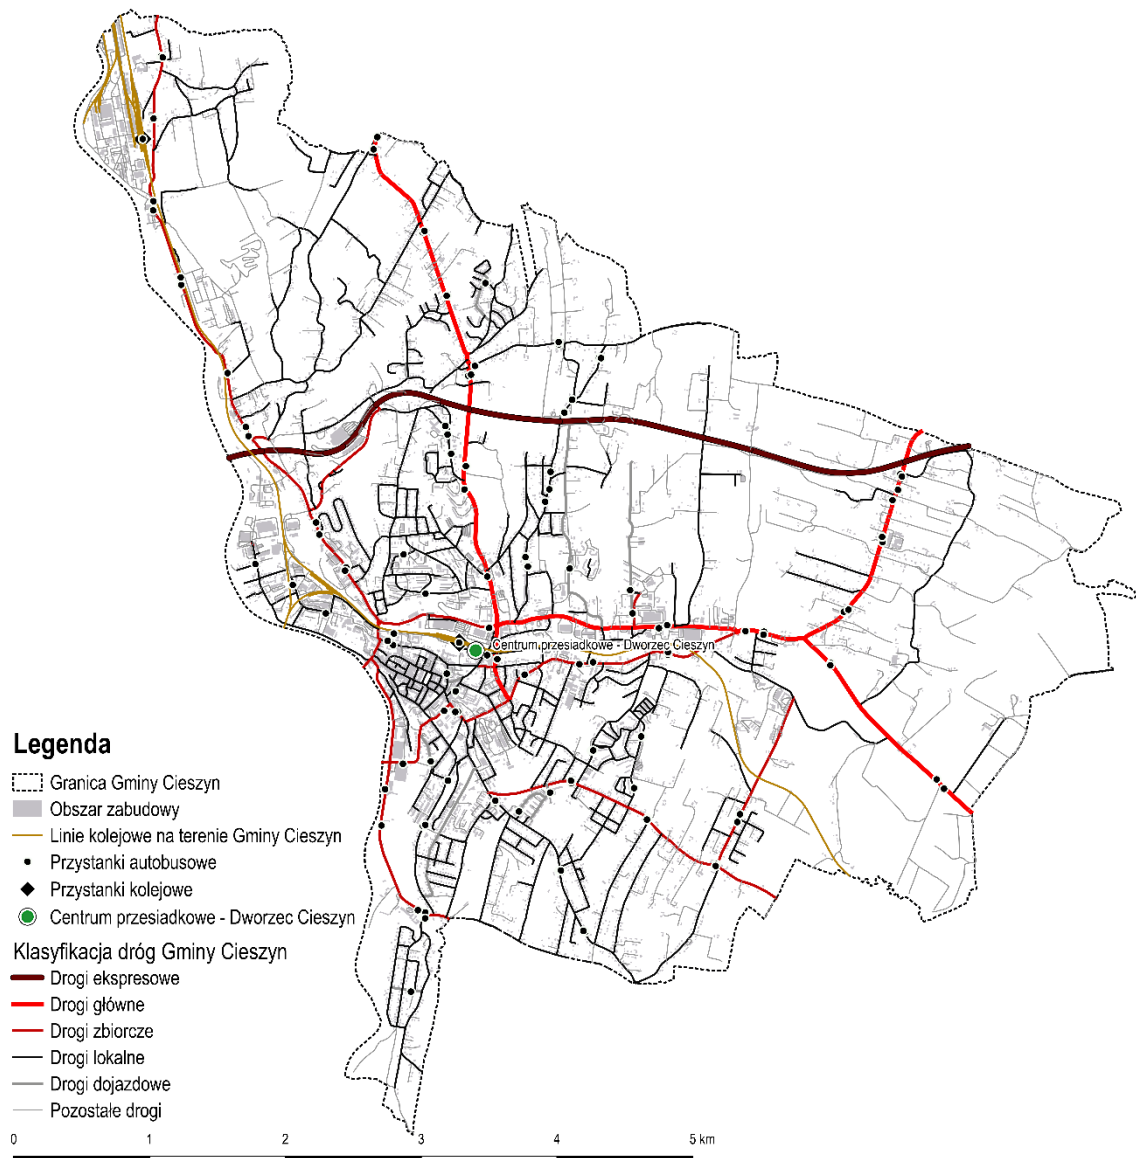 Centrum przesiadkowe - Dworzec Cieszyn
Legenda
Granica Gminy Cieszyn
Obszar zabudowy
Linie kolejowe na terenie Gminy Cieszyn
Przystanki autobusowe
Przystanki kolejowe
Centrum przesiadkowe - Dworzec Cieszyn
Klasyfikacja dróg Gminy Cieszyn
Drogi ekspresowe
Drogi główne
Drogi zbiorcze
Drogi lokalne
Drogi dojazdowe
Pozostałe drogi
0 1 2 3 4 5 km